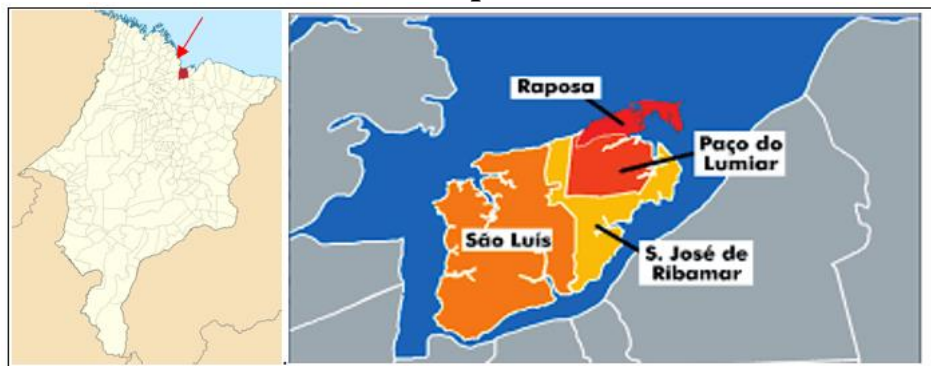 Raposa
Paço do
Lumiar
São Luís
S. José de
Ribamar